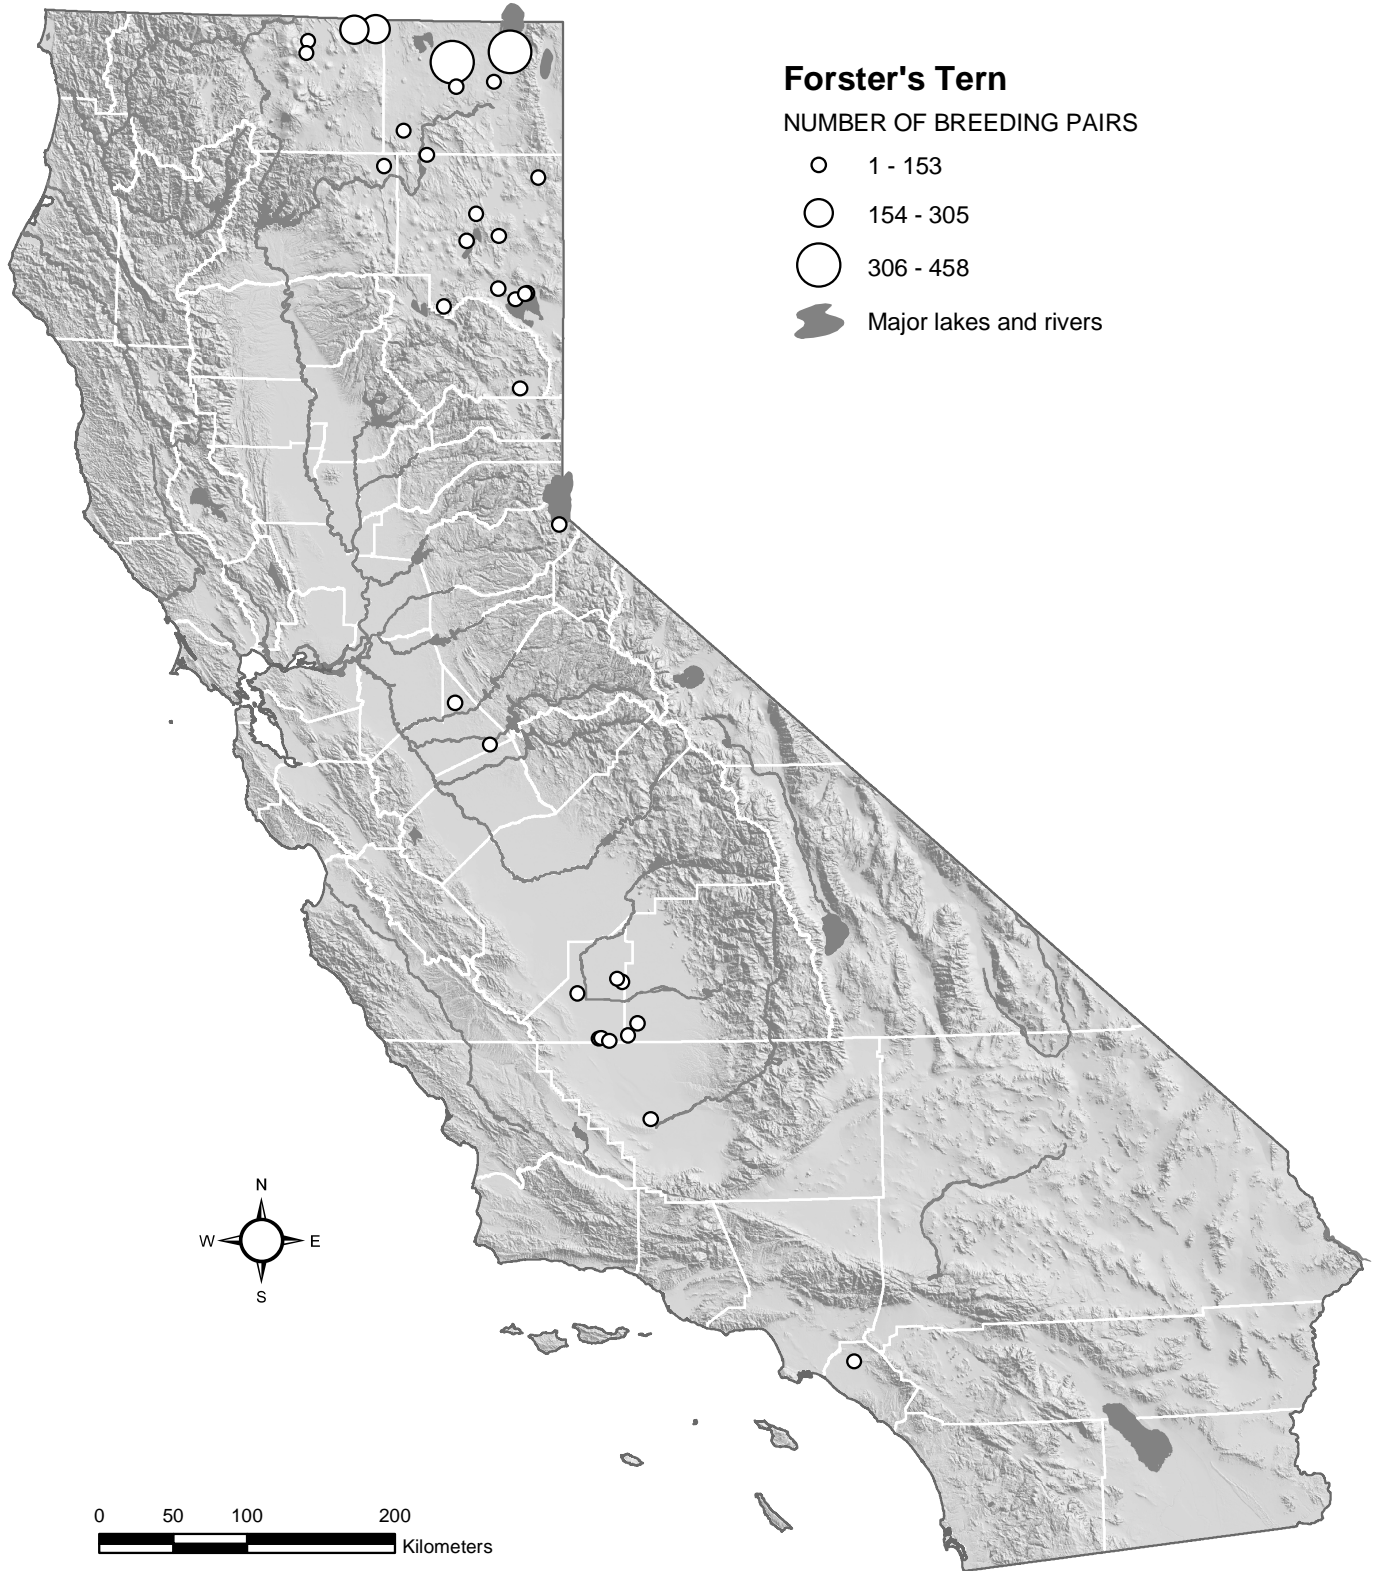 Forster's Tern
NUMBER OF BREEDING PAIRS
1 - 153
154 - 305
306 - 458
Major lakes and rivers
N
W E
S
0 50 100 200
Kilometers